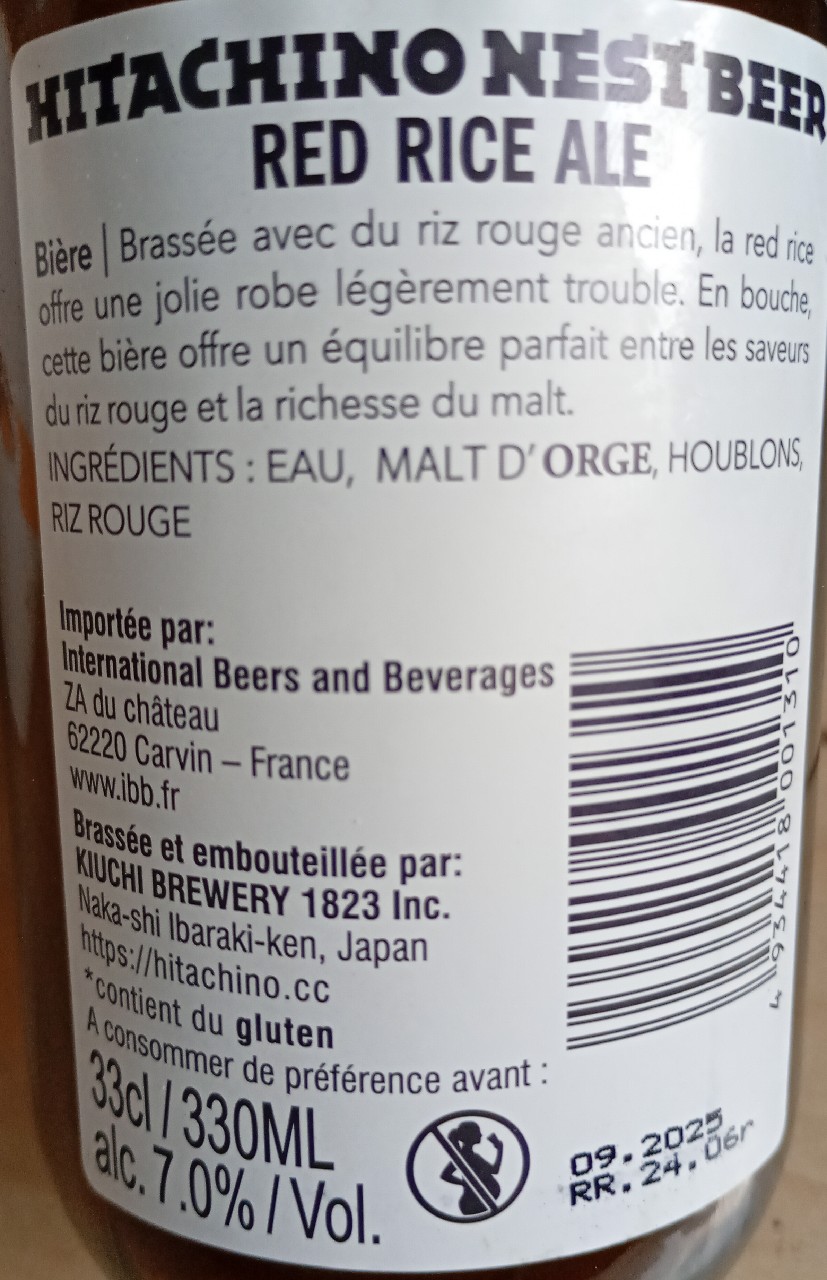 HITACHINO NEST BEER
RED RICE ALE
Bière | Brassée avec du riz rouge ancien, la red rice
offre une jolie robe légèrement trouble. En bouche,
cette bière offre un équilibre parfait entre les saveurs
du riz rouge et la richesse du malt.
INGRÉDIENTS : EAU, MALT D'ORGE, HOUBLONS,
RIZ ROUGE
Importée par:
International Beers and Beverages
ZA du château
62220 Carvin – France
www.ibb.fr
Brassée et embouteillée par:
KIUCHI BREWERY 1823 Inc.
Naka-shi Ibaraki-ken, Japan
https://hitachino.cc
*contient du gluten
A consommer de préférence avant :
33cl / 330ML
alc. 7.0% / Vol.
4 934418 001310
09.2025
RR.24.06r